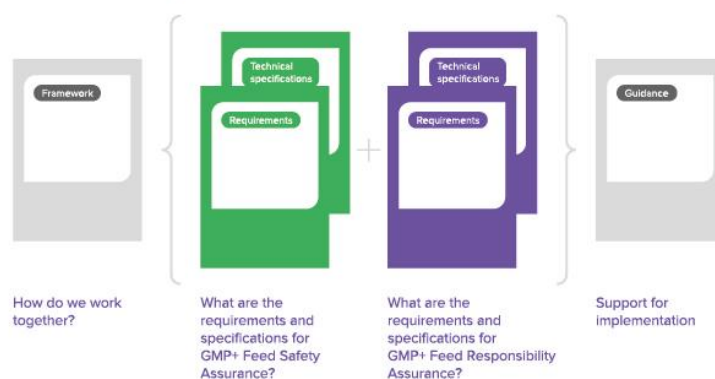 Framework
Technical
specifications
Requirements
Technical
specifications
Requirements
Guidance
How do we work
together?
What are the
requirements and
specifications for
GMP+ Feed Safety
Assurance?
What are the
requirements and
specifications for
GMP+ Feed Responsibility
Assurance?
Support for
implementation